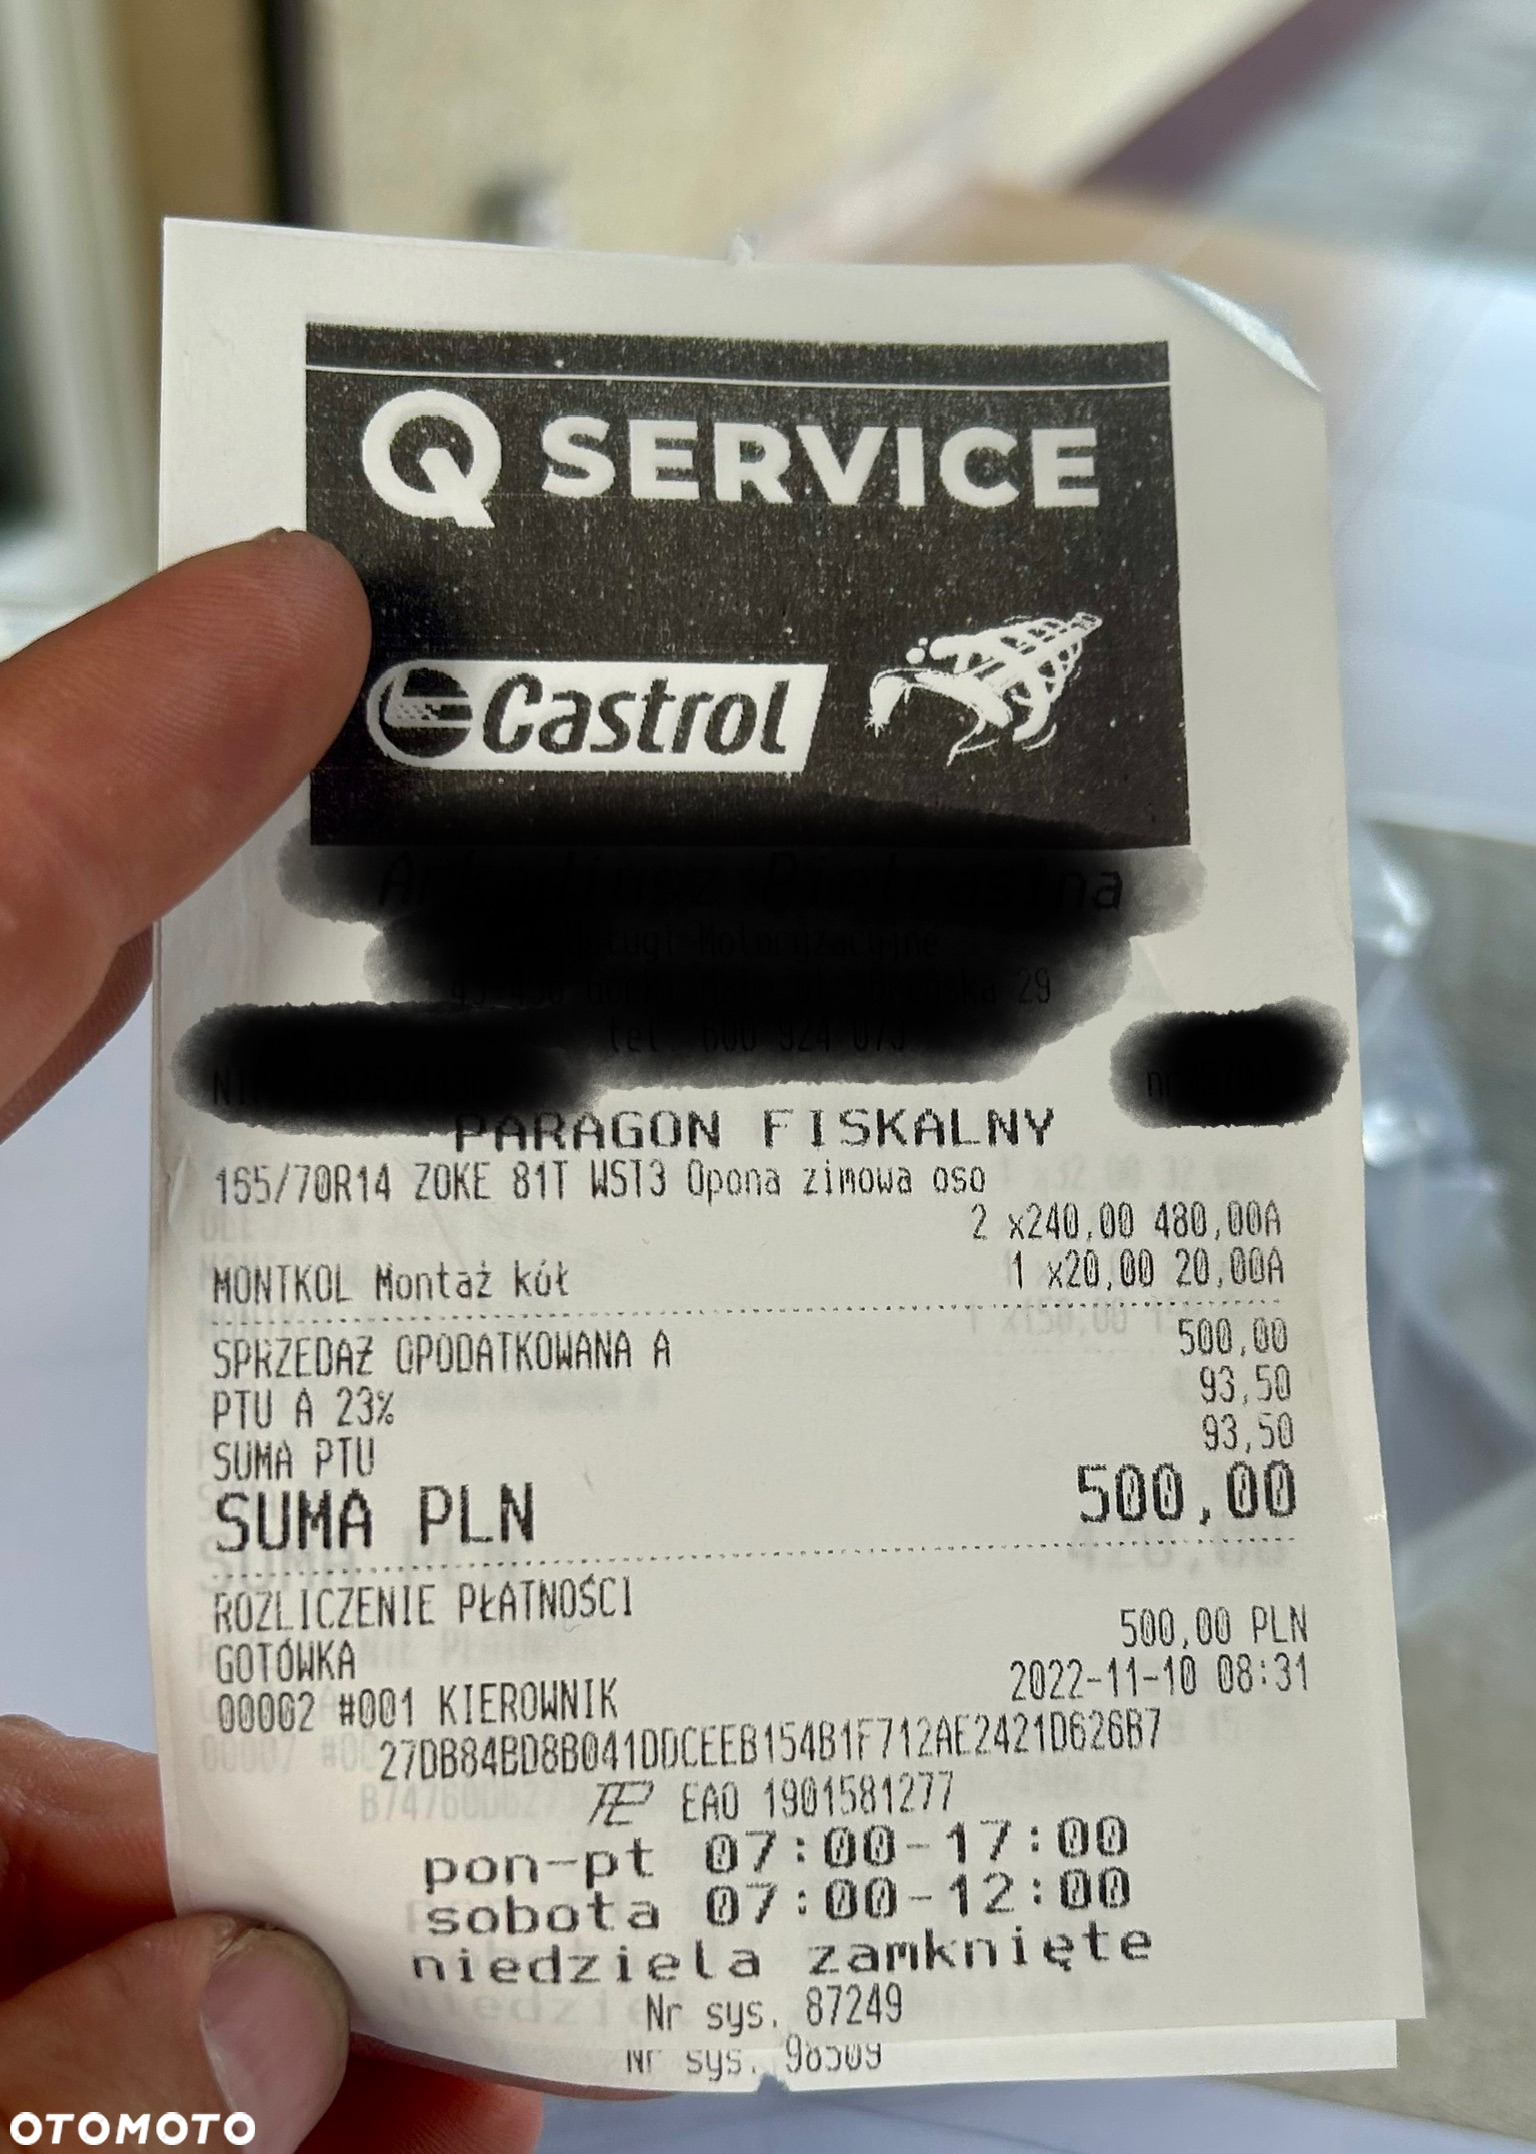 Q SERVICE
Castrol
PARAGON FISKALNY
165/70R14 ZOKE 81T WST3 Opona zimowa oso
2 x240,00 480,00A
MONTKOL Montaż kół 1 x20,00 20,00A
SPRZEDAŻ OPODATKOWANA A 500,00
PTU A 23% 93,50
SUMA PTU 93,50
SUMA PLN 500,00
ROZLICZENIE PŁATNOŚCI
GOTÓWKA 500,00 PLN
00002 #001 KIEROWNIK 2022-11-10 08:31
27DB84BD8B041DDCEEB154B1F712AE2421D626B7
EAO 1901581277
pon-pt 07:00-17:00
sobota 07:00-12:00
niedziela zamknięte
Nr sys. 87249
Nr sys. 98509
OTOMOTO